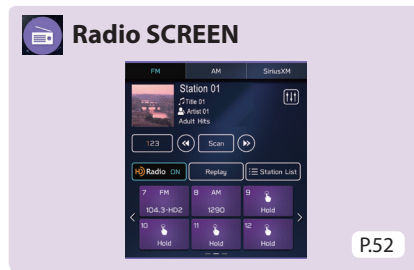 Radio SCREEN
FM AM SiriusXM
Station 01
Title 01
Artist 01
Adult Hits
123 Scan
HD Radio ON Replay Station List
7 FM 8 AM 9
104.3-HD2 1290 Hold
10 11 12
Hold Hold Hold
P.52